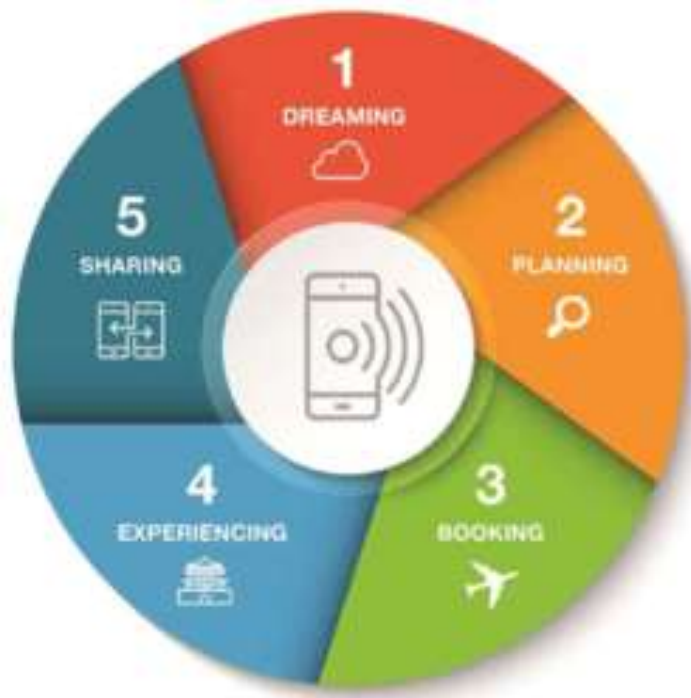 1
DREAMING
2
PLANNING
3
BOOKING
4
EXPERIENCING
5
SHARING